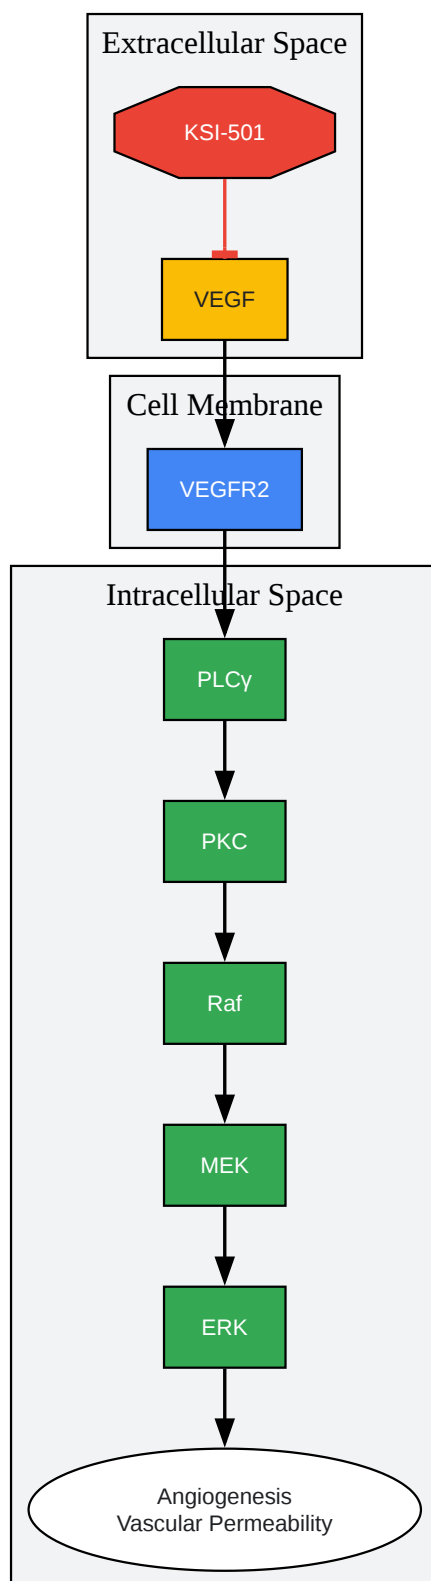 Extracellular Space
KSI-501
VEGF
Cell Membrane
VEGFR2
Intracellular Space
PLCγ
PKC
Raf
MEK
ERK
Angiogenesis
Vascular Permeability